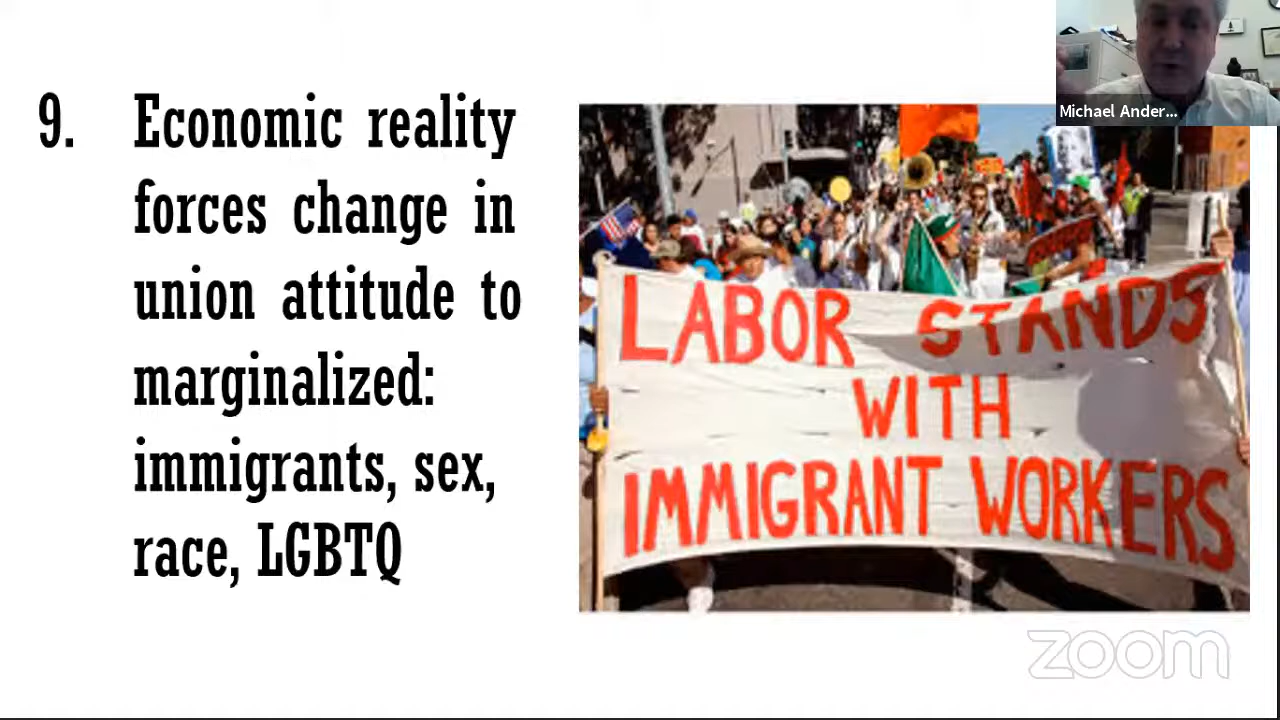 Michael Ander...
9. Economic reality
forces change in
union attitude to
marginalized:
immigrants, sex,
race, LGBTQ
LABOR STANDS
WITH
IMMIGRANT WORKERS
zoom